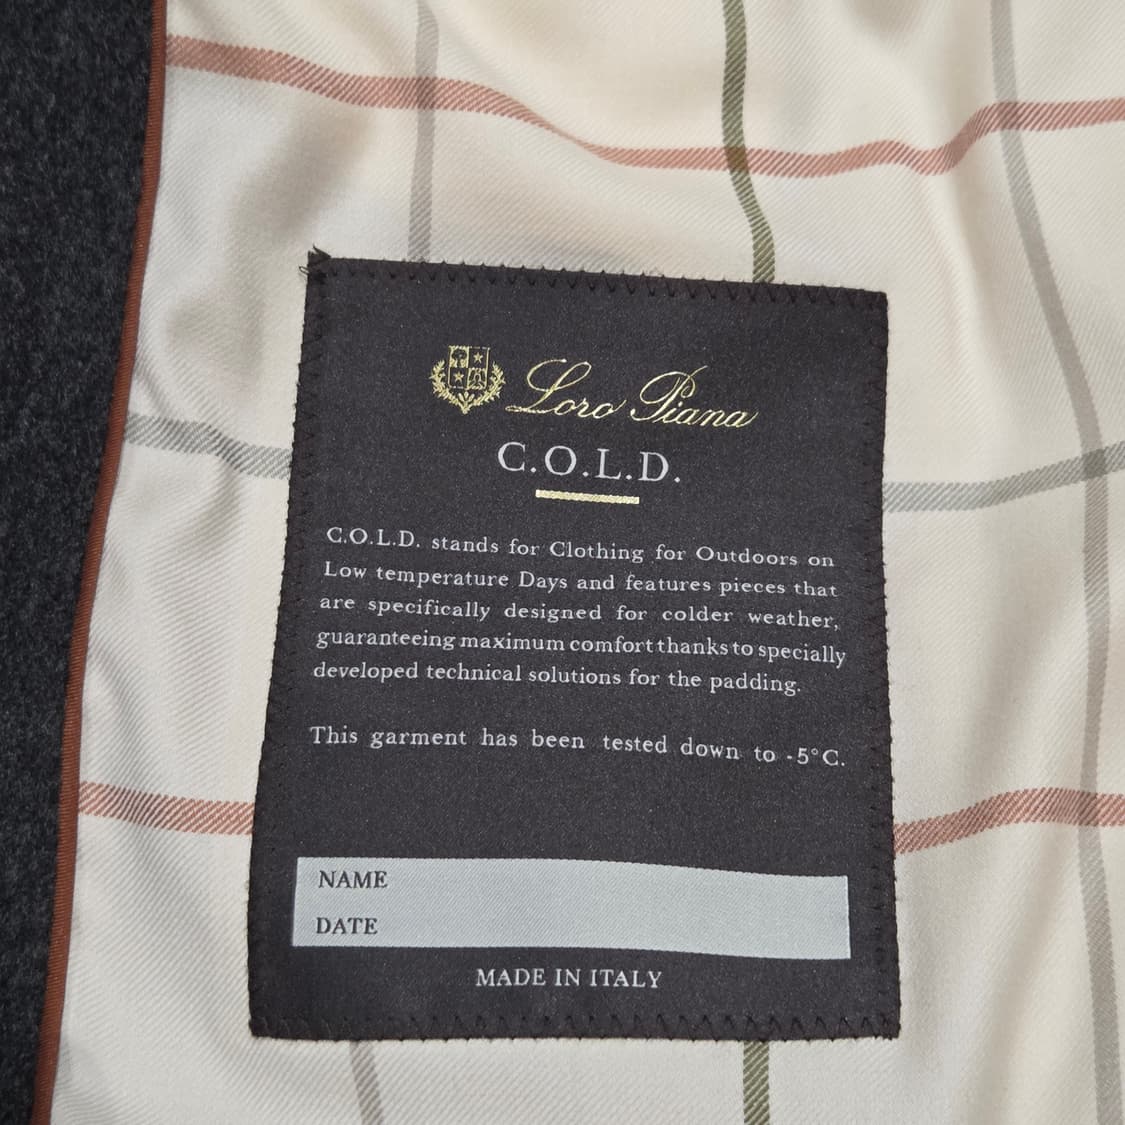 Loro Piana
C.O.L.D.
C.O.L.D. stands for Clothing for Outdoors on
Low temperature Days and features pieces that
are specifically designed for colder weather,
guaranteeing maximum comfort thanks to specially
developed technical solutions for the padding.
This garment has been tested down to -5°C.
NAME
DATE
MADE IN ITALY